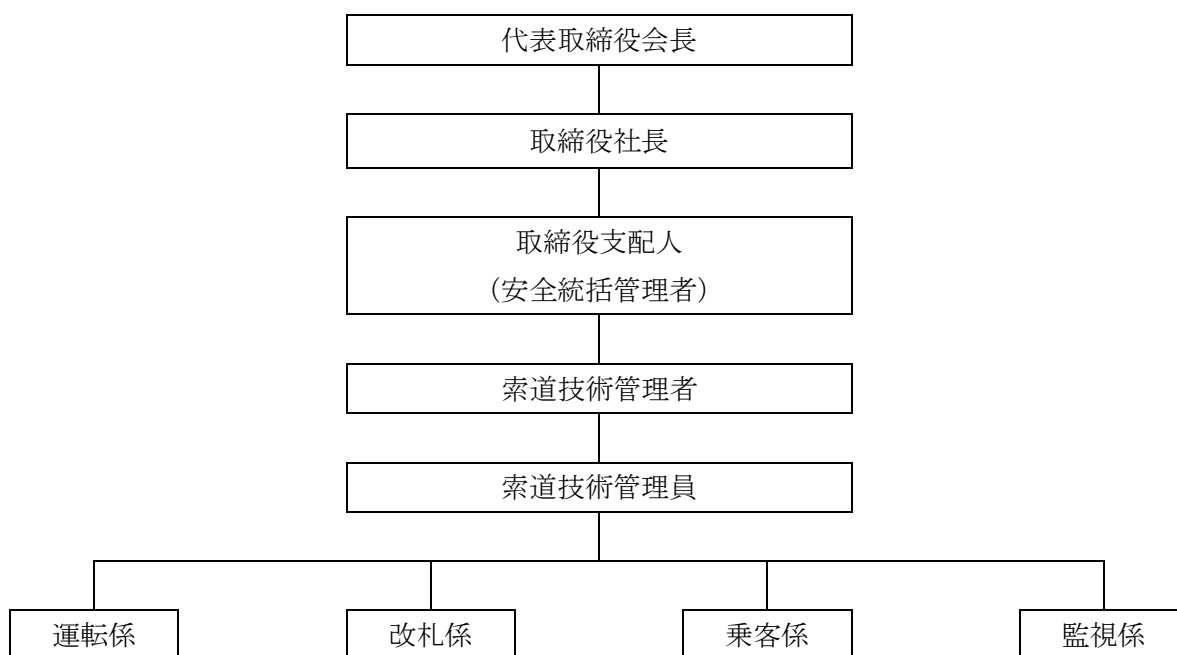 代表取締役会長
取締役社長
取締役支配人
（安全統括管理者）
索道技術管理者
索道技術管理員
運転係
改札係
乗客係
監視係